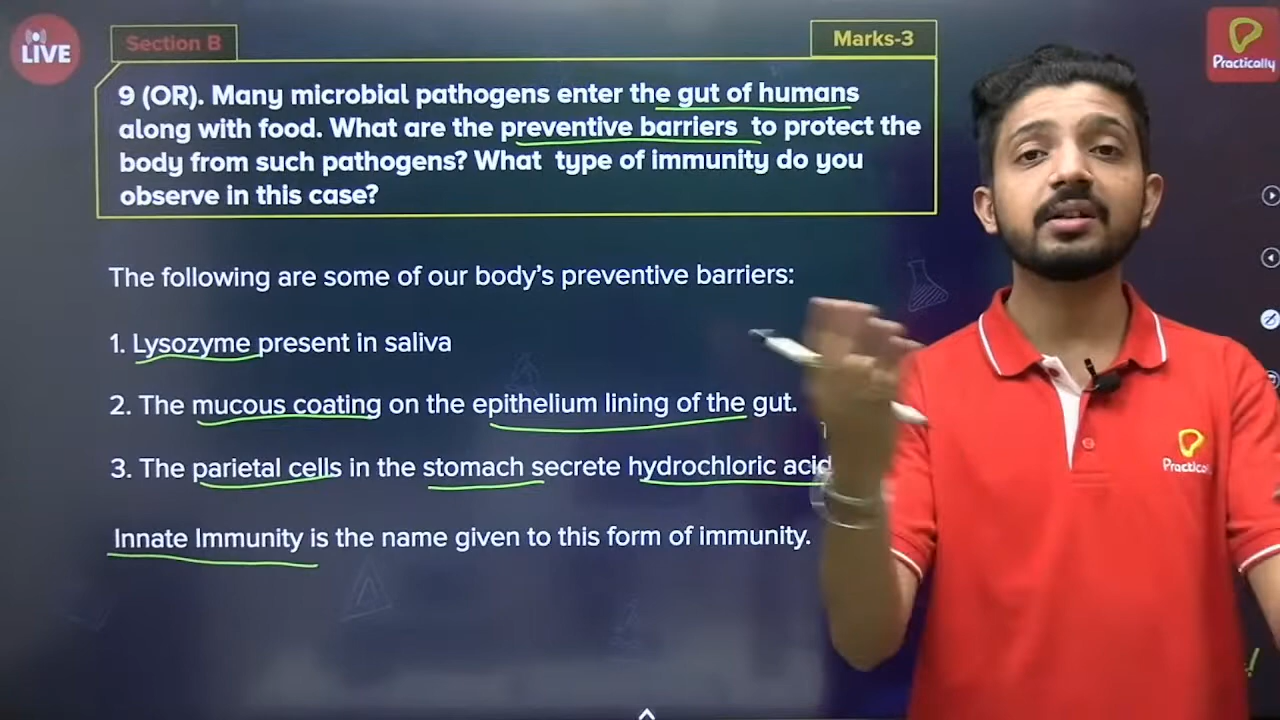 LIVE
Section B
Marks-3
Practically
9 (OR). Many microbial pathogens enter the gut of humans
along with food. What are the preventive barriers to protect the
body from such pathogens? What type of immunity do you
observe in this case?
The following are some of our body's preventive barriers:
1. Lysozyme present in saliva
2. The mucous coating on the epithelium lining of the gut.
3. The parietal cells in the stomach secrete hydrochloric acid
Innate Immunity is the name given to this form of immunity.